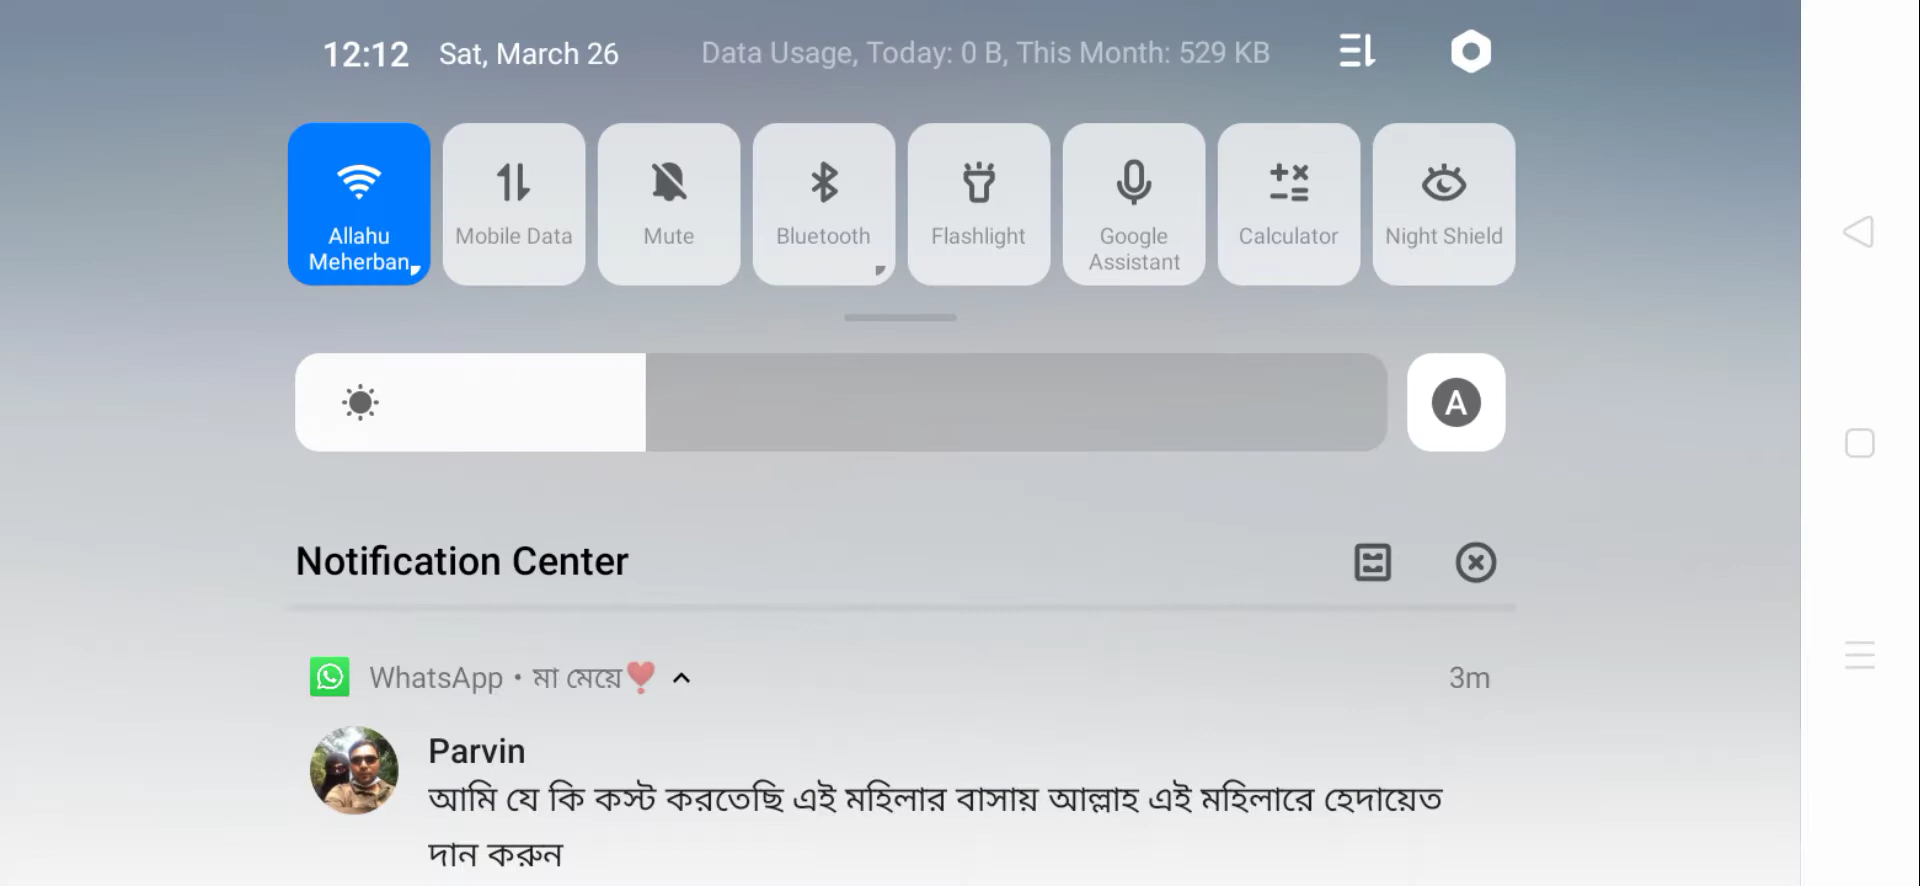 12:12 Sat, March 26 Data Usage, Today: 0 B, This Month: 529 KB
Allahu
Meherban
Mobile Data
Mute
Bluetooth
Flashlight
Google
Assistant
Calculator
Night Shield
A
Notification Center
WhatsApp • মা মেয়ে❣️ 3m
Parvin
আমি যে কি কস্ট করতেছি এই মহিলার বাসায় আল্লাহ এই মহিলারে হেদায়েত
দান করুন